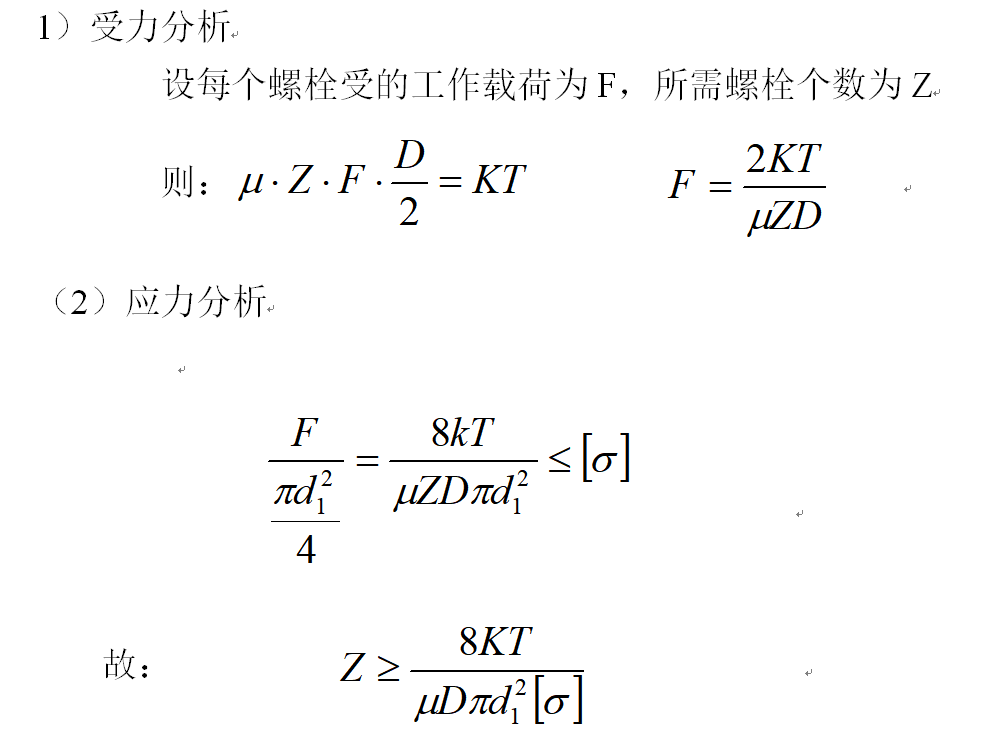 1）受力分析
设每个螺栓受的工作载荷为F，所需螺栓个数为Z
则：μ·Z·F·D/2=KT F=2KT/μZD
（2）应力分析
F/(πd₁²/4)=8kT/μZDπd₁²≤[σ]
故： Z≥8KT/μDπd₁²[σ]